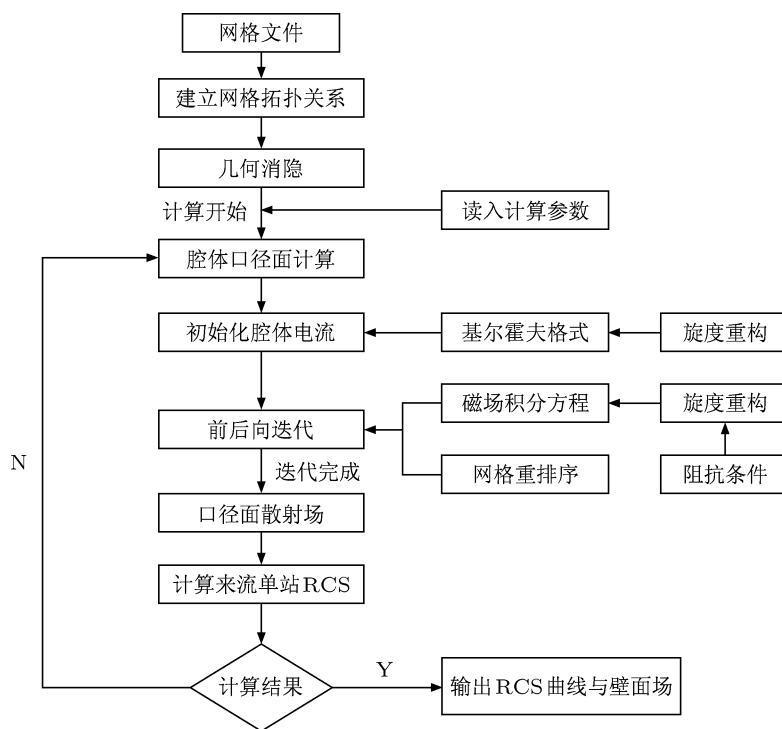 网格文件
建立网格拓扑关系
几何消隐
计算开始
读入计算参数
腔体口径面计算
初始化腔体电流
基尔霍夫格式
旋度重构
磁场积分方程
旋度重构
前后向迭代
N
迭代完成
网格重排序
阻抗条件
口径面散射场
计算来流单站RCS
计算结果
Y
输出RCS曲线与壁面场